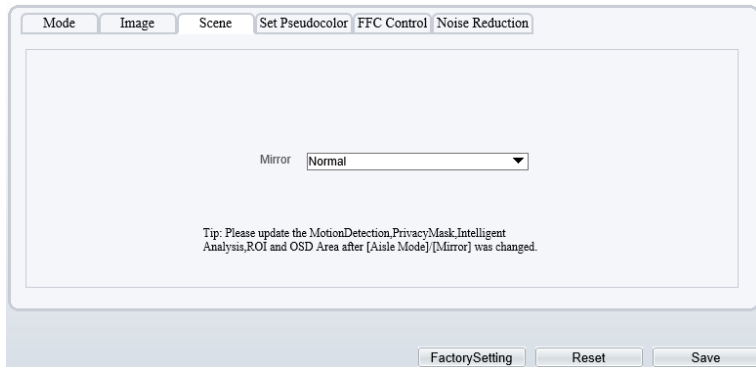 Mode Image Scene Set Pseudocolor FFC Control Noise Reduction
Mirror Normal
Tip: Please update the MotionDetection,PrivacyMask,Intelligent
Analysis,ROI and OSD Area after [Aisle Mode]/[Mirror] was changed.
FactorySetting Reset Save